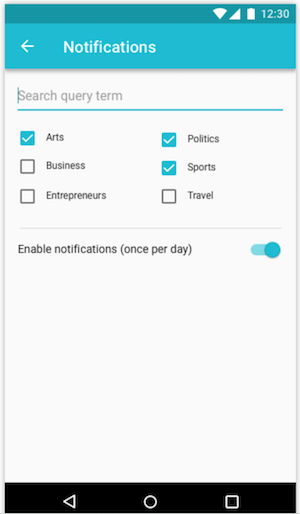 12:30
Notifications
Search query term
Arts
Politics
Business
Sports
Entrepreneurs
Travel
Enable notifications (once per day)